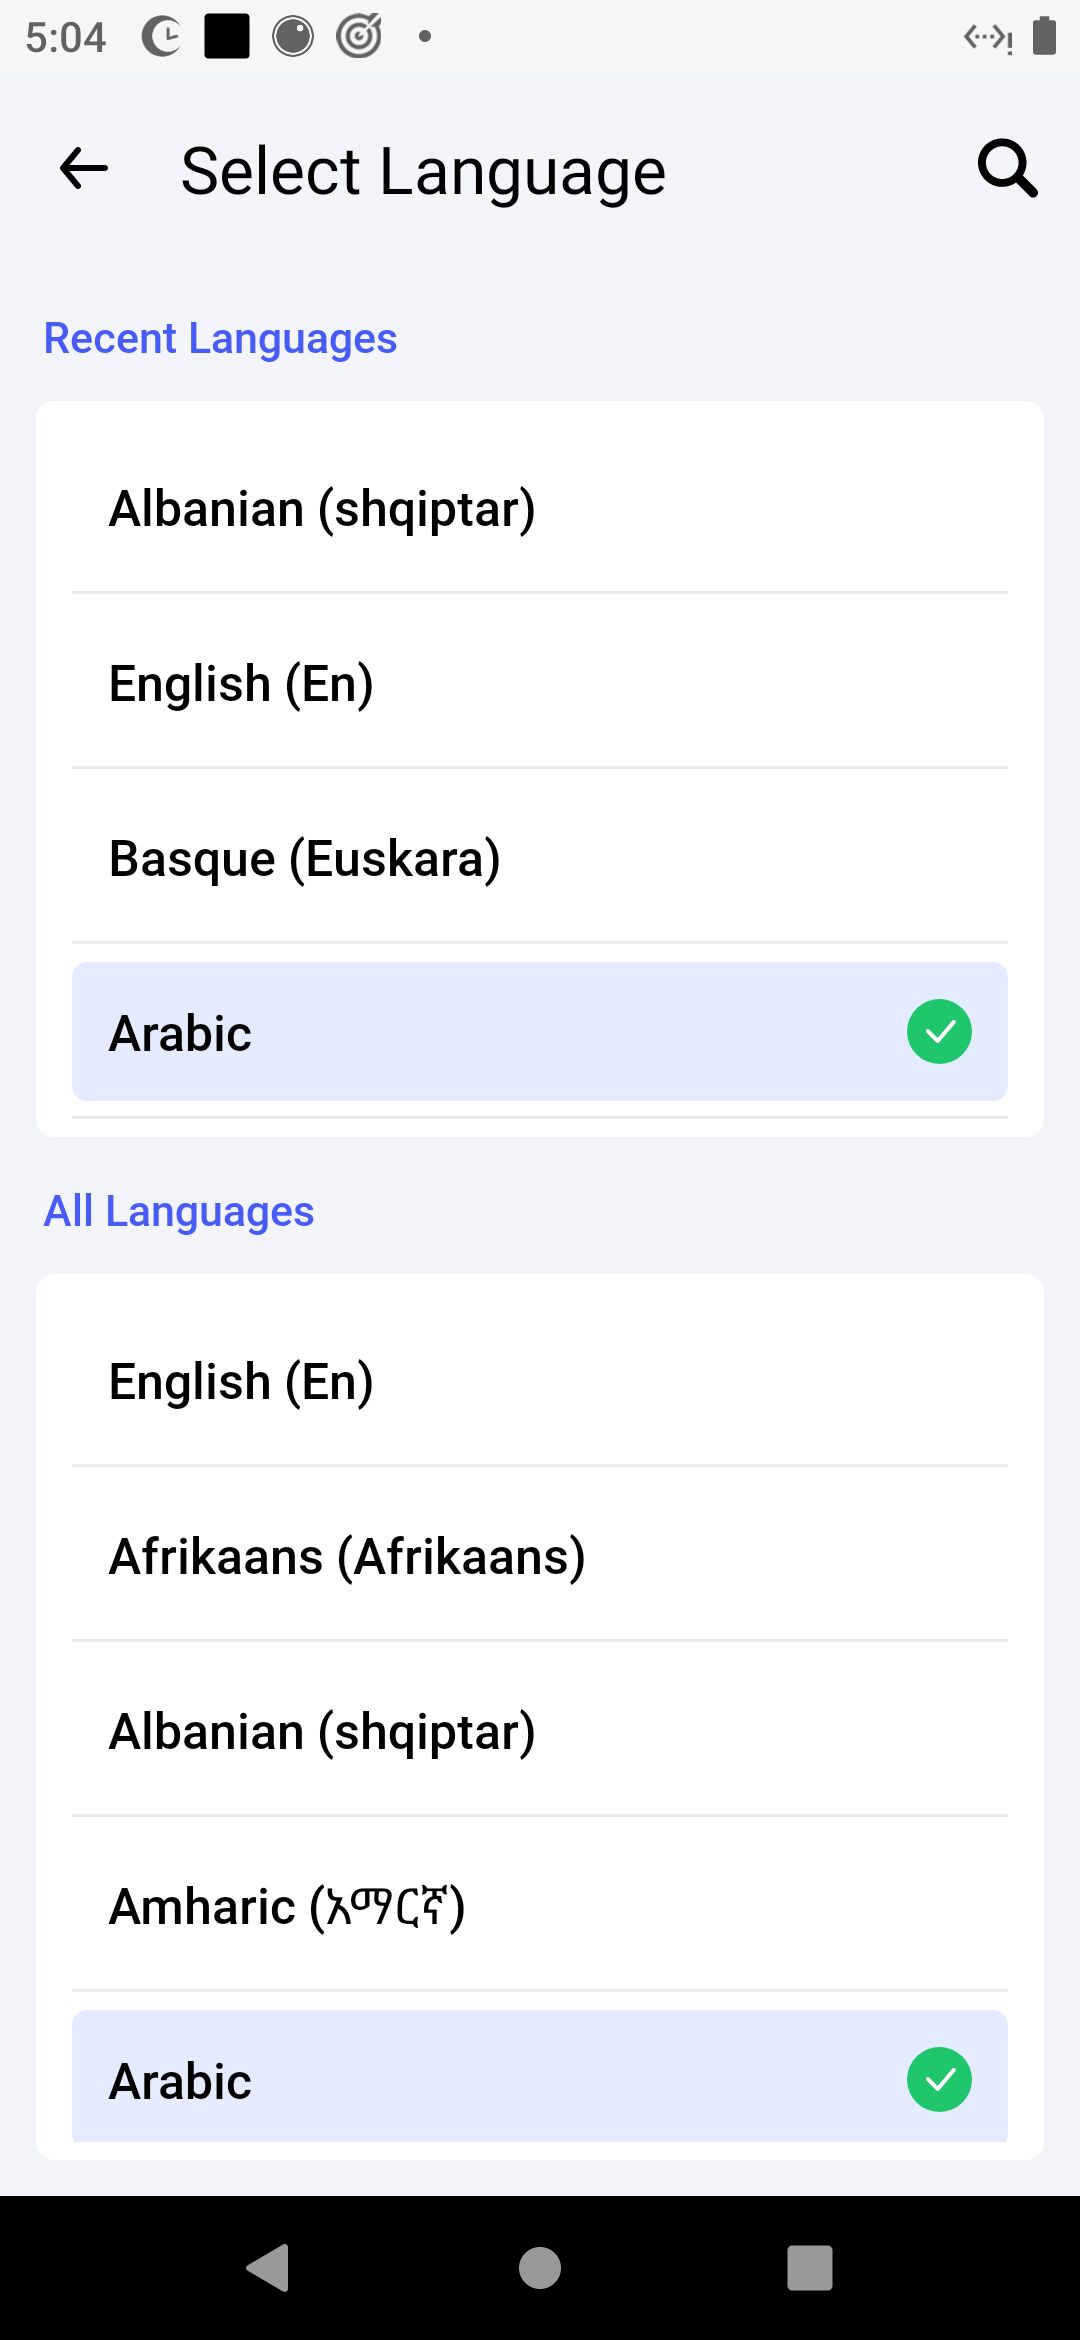 5:04
Select Language
Recent Languages
Albanian (shqiptar)
English (En)
Basque (Euskara)
Arabic
All Languages
English (En)
Afrikaans (Afrikaans)
Albanian (shqiptar)
Amharic (አማርኛ)
Arabic